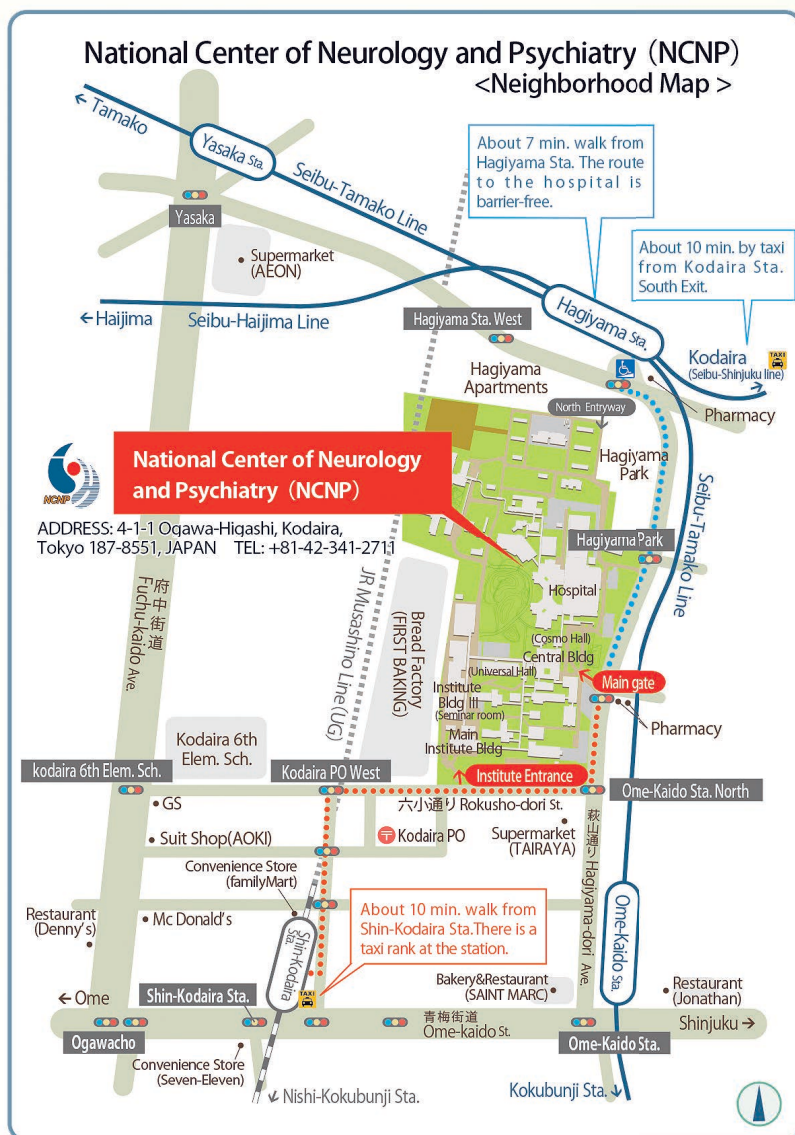 National Center of Neurology and Psychiatry (NCNP)
<Neighborhood Map >
← Tamako
Yasaka Sta.
Seibu-Tamako Line
About 7 min. walk from
Hagiyama Sta. The route
to the hospital is
barrier-free.
Yasaka
Supermarket
(AEON)
About 10 min. by taxi
from Kodaira Sta.
South Exit.
← Haijima
Seibu-Haijima Line
Hagiyama Sta. West
Hagiyama Sta.
Kodaira
(Seibu-Shinjuku line)
TAXI
Hagiyama
Apartments
Pharmacy
North Entryway
National Center of Neurology
and Psychiatry (NCNP)
NCNP
Hagiyama
Park
ADDRESS: 4-1-1 Ogawa-Higashi, Kodaira,
Tokyo 187-8551, JAPAN TEL: +81-42-341-2711
Hagiyama Park
Seibu-Tamako Line
府中街道
Fuchu-kaido Ave.
JR Musashino Line (UG)
Bread Factory
(FIRST BAKING)
Hospital
(Cosmo Hall)
Central Bldg
(Universal Hall)
Main gate
Institute
Bldg III
(Seminar room)
Pharmacy
Main
Institute Bldg
Kodaira 6th
Elem. Sch.
kodaira 6th Elem. Sch.
Kodaira PO West
Institute Entrance
Ome-Kaido Sta. North
GS
六小通り Rokusho-dori St.
Suit Shop(AOKI)
〒 Kodaira PO
Supermarket
(TAIRAYA)
萩山通り Hagiyama-dori Ave.
Convenience Store
(familyMart)
Restaurant
(Denny's)
Mc Donald's
Shin-Kodaira
Sta.
About 10 min. walk from
Shin-Kodaira Sta.There is a
taxi rank at the station.
Ome-Kaido Sta.
TAXI
Bakery&Restaurant
(SAINT MARC)
Restaurant
(Jonathan)
← Ome
Shin-Kodaira Sta.
青梅街道
Ome-kaido St.
Shinjuku →
Ogawacho
Ome-Kaido Sta.
Convenience Store
(Seven-Eleven)
↙ Nishi-Kokubunji Sta.
Kokubunji Sta. ↘